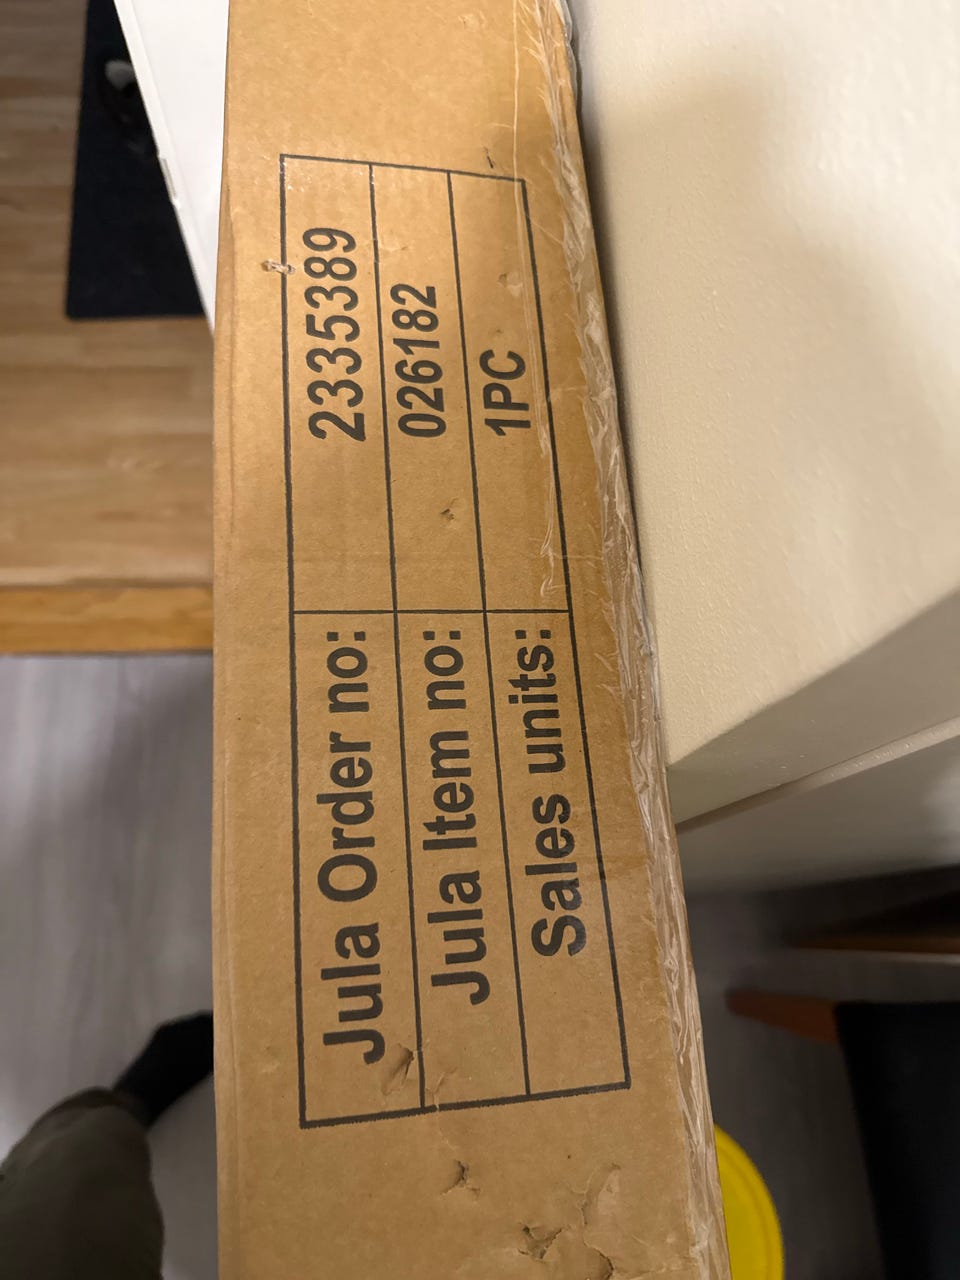 Jula Order no: 2335389
Jula Item no: 026182
Sales units: 1PC